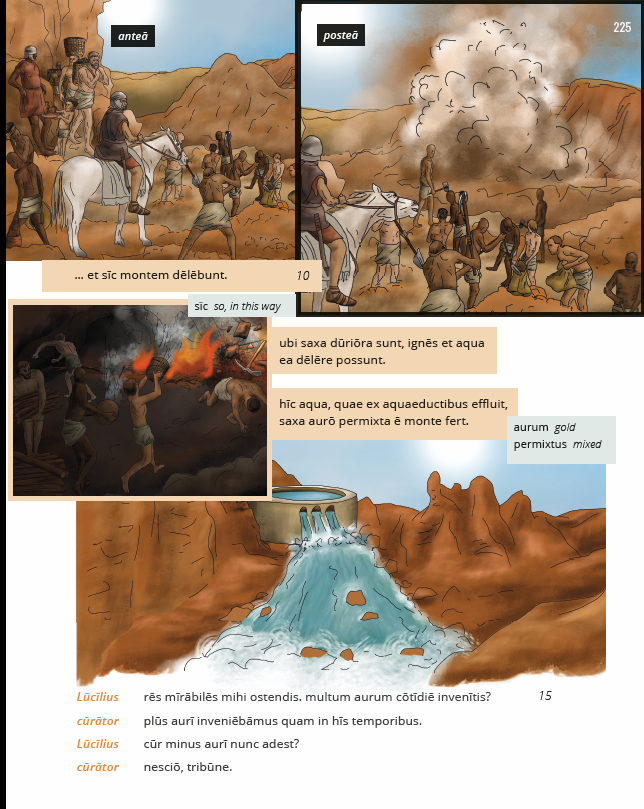 anteā
posteā
225
... et sīc montem dēlēbunt.
10
sīc so, in this way
ubi saxa dūriōra sunt, ignēs et aqua
ea dēlēre possunt.
hīc aqua, quae ex aquaeductibus effluit,
saxa aurō permixta ē monte fert.
aurum gold
permixtus mixed
Lūcīlius rēs mīrābilēs mihi ostendis. multum aurum cōtīdiē invenītis? 15
cūrātor plūs aurī inveniēbāmus quam in hīs temporibus.
Lūcīlius cūr minus aurī nunc adest?
cūrātor nesciō, tribūne.